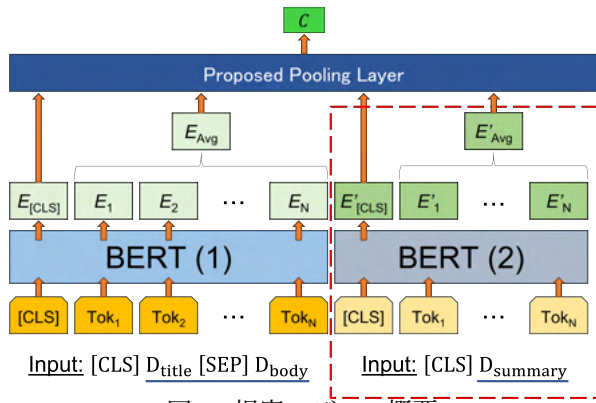 C
Proposed Pooling Layer
E_Avg E'_Avg
E_[CLS] E_1 E_2 … E_N E'_[CLS] E'_1 … E'_N
BERT (1) BERT (2)
[CLS] Tok_1 Tok_2 … Tok_N [CLS] Tok_1 … Tok_N
Input: [CLS] D_title [SEP] D_body Input: [CLS] D_summary